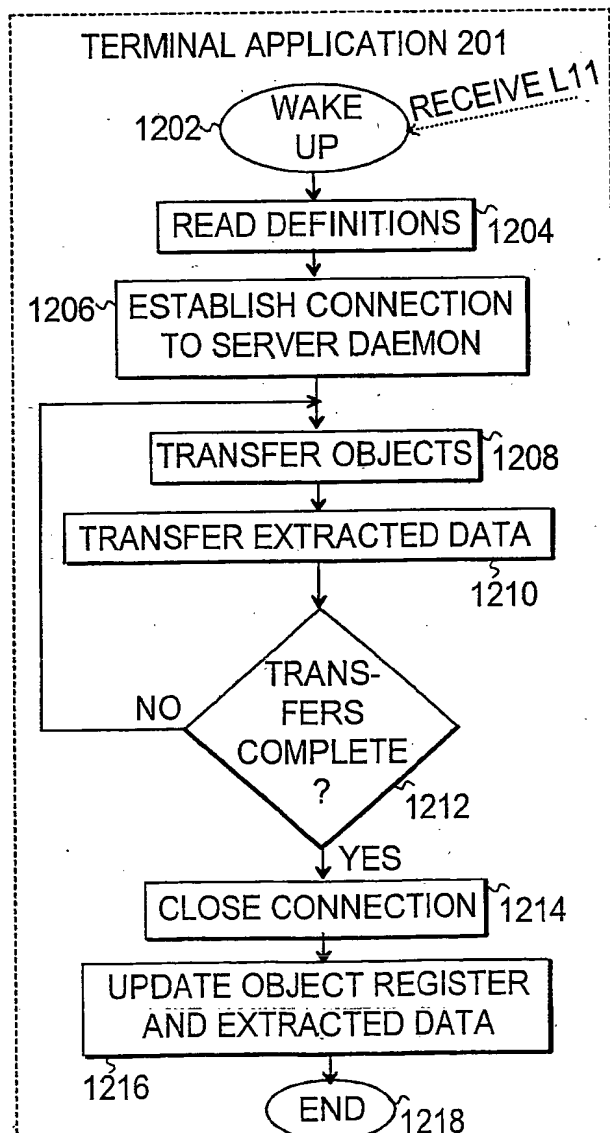 TERMINAL APPLICATION 201
WAKE
UP
1202
RECEIVE L11
READ DEFINITIONS
1204
1206
ESTABLISH CONNECTION
TO SERVER DAEMON
TRANSFER OBJECTS
1208
TRANSFER EXTRACTED DATA
1210
TRANS-
FERS
COMPLETE
?
NO
1212
YES
CLOSE CONNECTION
1214
UPDATE OBJECT REGISTER
AND EXTRACTED DATA
1216
END
1218